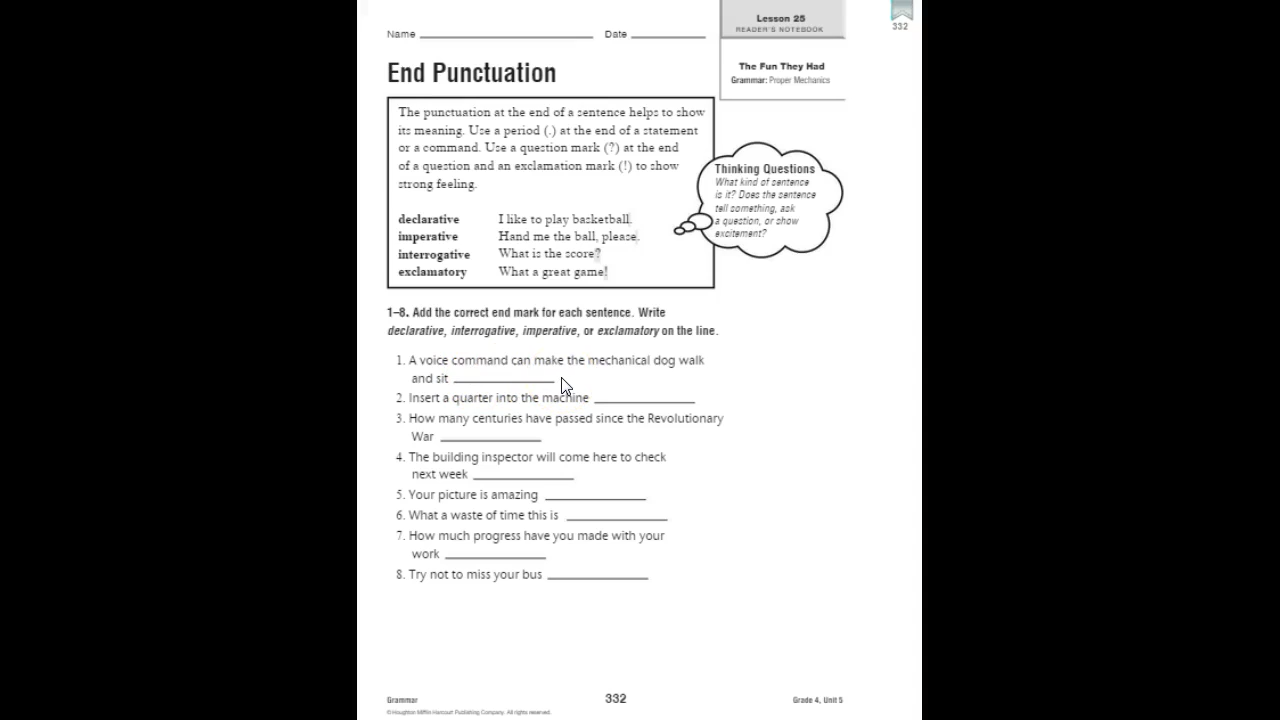 Lesson 25
READER'S NOTEBOOK
332
Name ____________ Date ____________
The Fun They Had
Grammar: Proper Mechanics
End Punctuation
The punctuation at the end of a sentence helps to show
its meaning. Use a period (.) at the end of a statement
or a command. Use a question mark (?) at the end
of a question and an exclamation mark (!) to show
strong feeling.
declarative I like to play basketball.
imperative Hand me the ball, please.
interrogative What is the score?
exclamatory What a great game!
Thinking Questions
What kind of sentence
is it? Does the sentence
tell something, ask
a question, or show
excitement?
1–8. Add the correct end mark for each sentence. Write
declarative, interrogative, imperative, or exclamatory on the line.
1. A voice command can make the mechanical dog walk
and sit ____________
2. Insert a quarter into the machine ____________
3. How many centuries have passed since the Revolutionary
War ____________
4. The building inspector will come here to check
next week ____________
5. Your picture is amazing ____________
6. What a waste of time this is ____________
7. How much progress have you made with your
work ____________
8. Try not to miss your bus ____________
Grammar 332 Grade 4, Unit 5
© Houghton Mifflin Harcourt Publishing Company. All rights reserved.